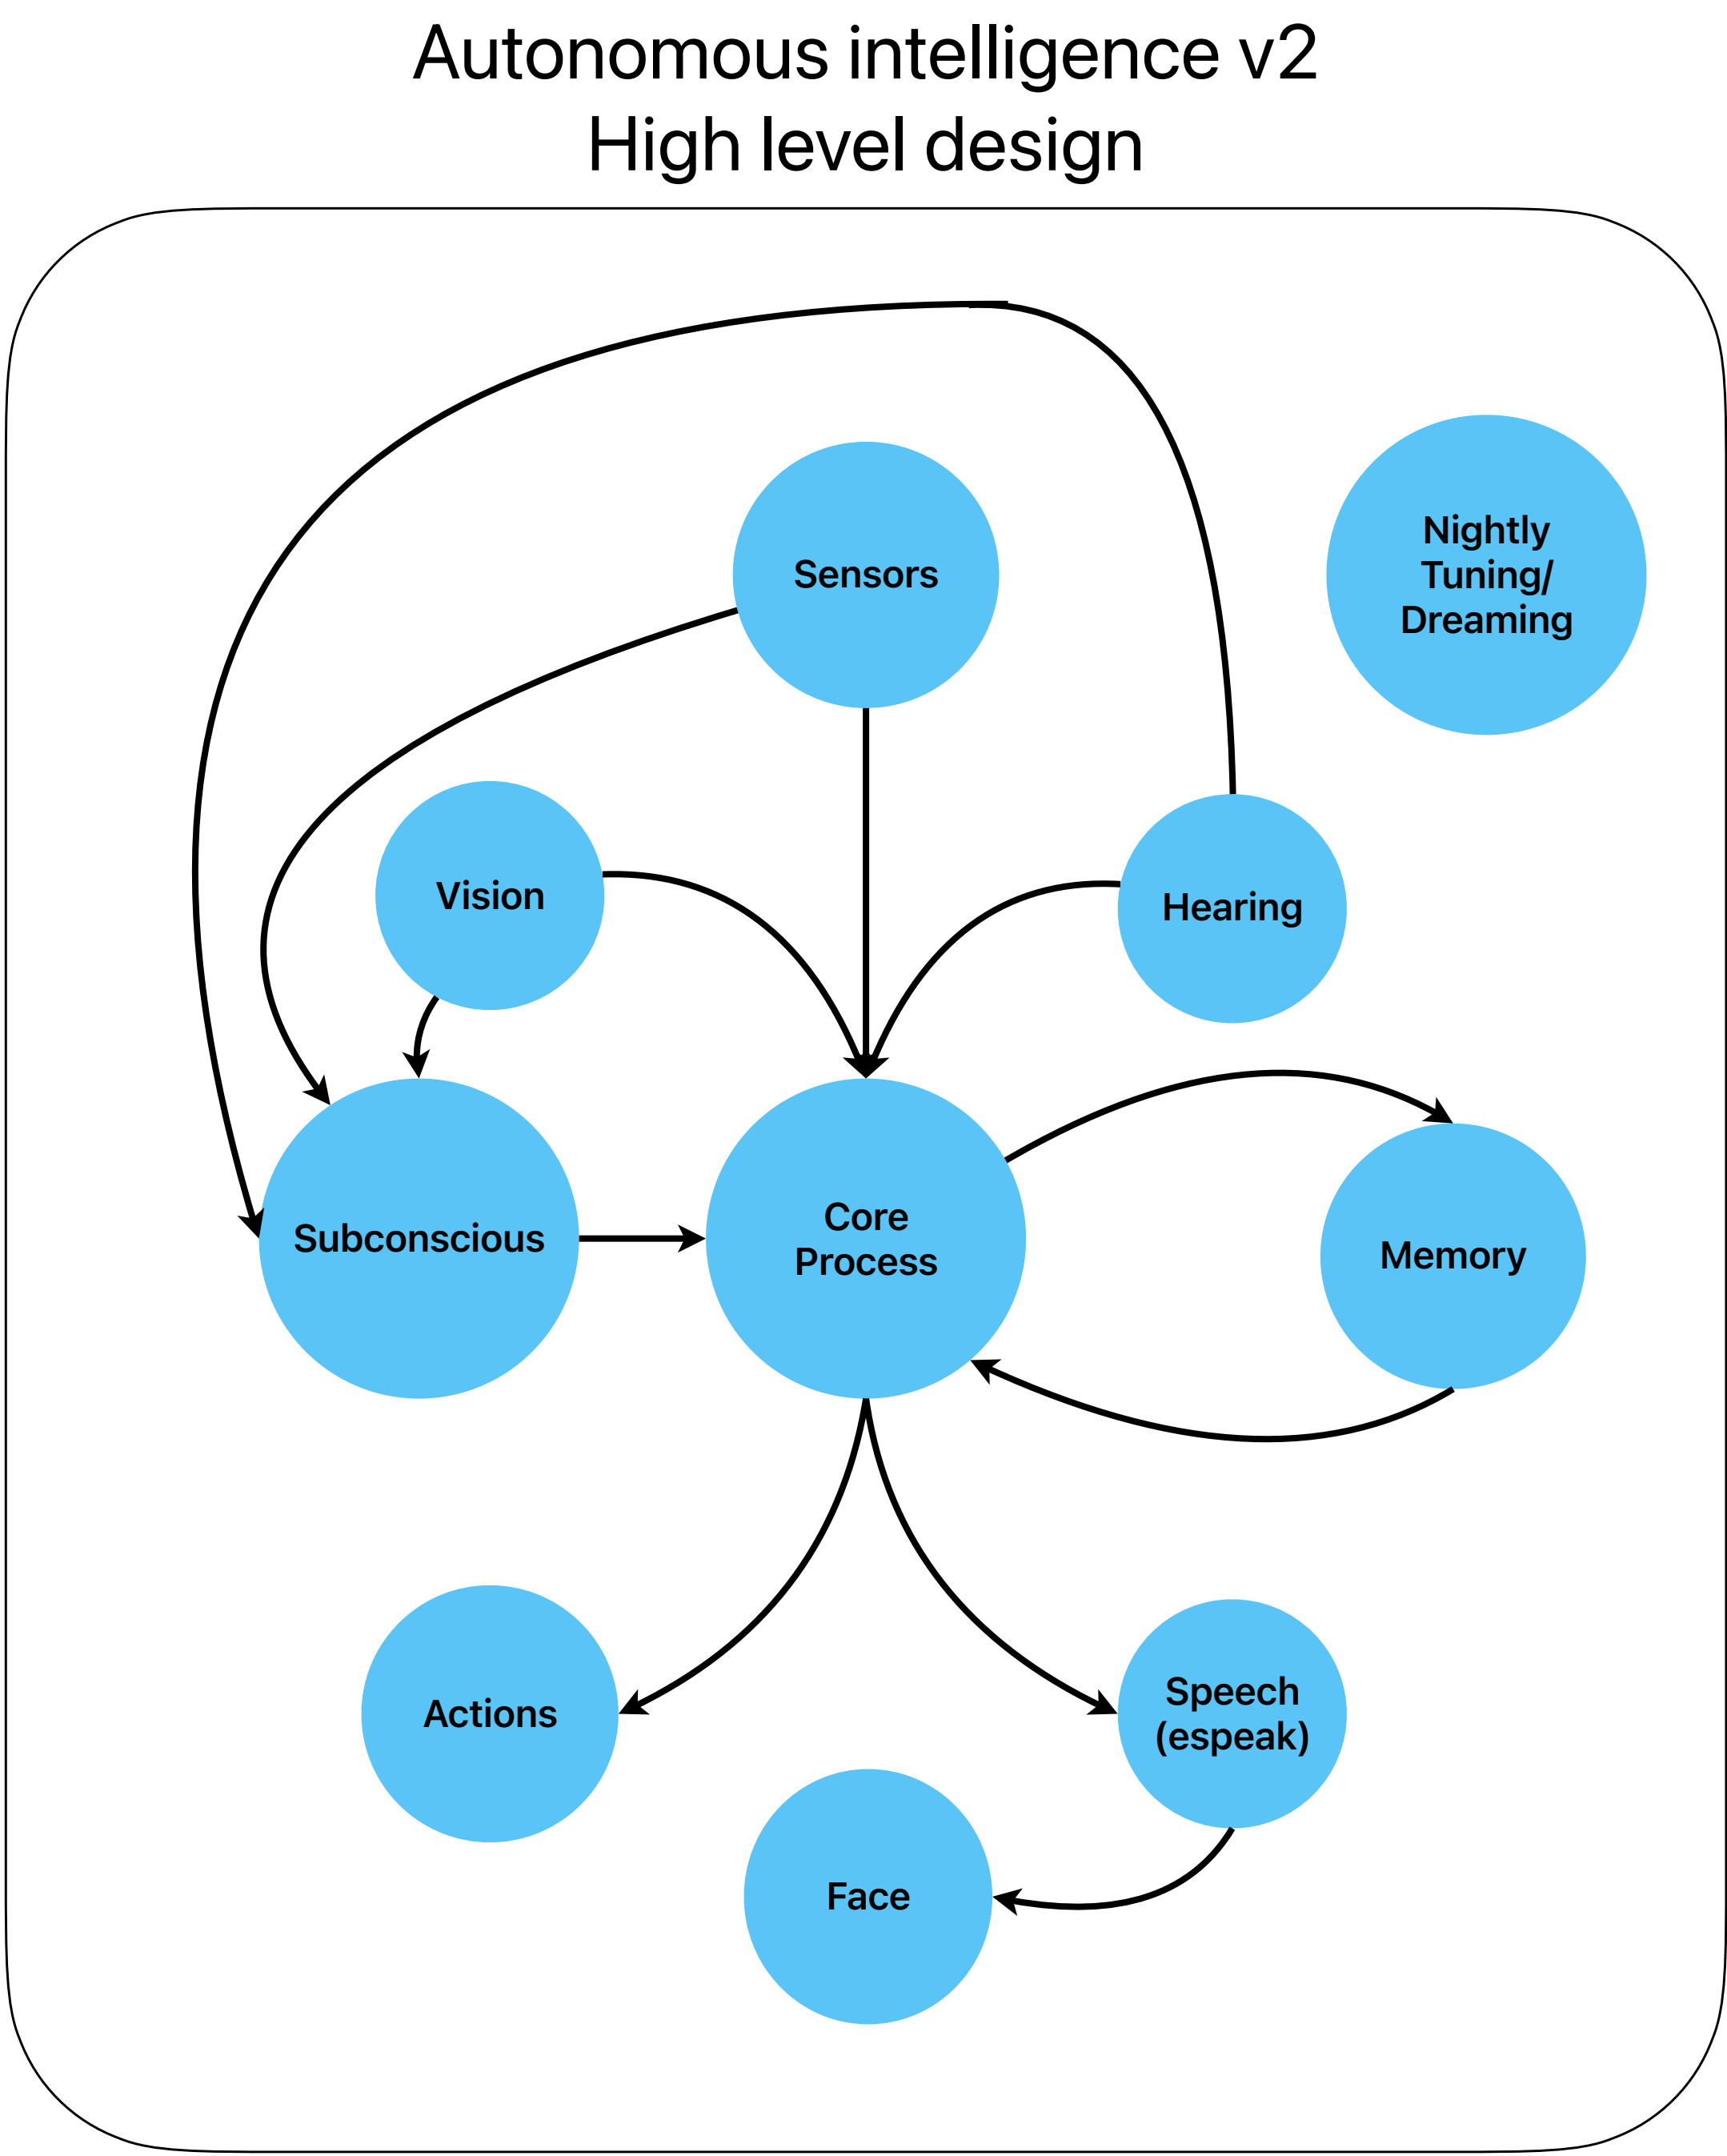 Autonomous intelligence v2
High level design
Sensors
Nightly
Tuning/
Dreaming
Vision
Hearing
Subconscious
Core
Process
Memory
Actions
Speech
(espeak)
Face